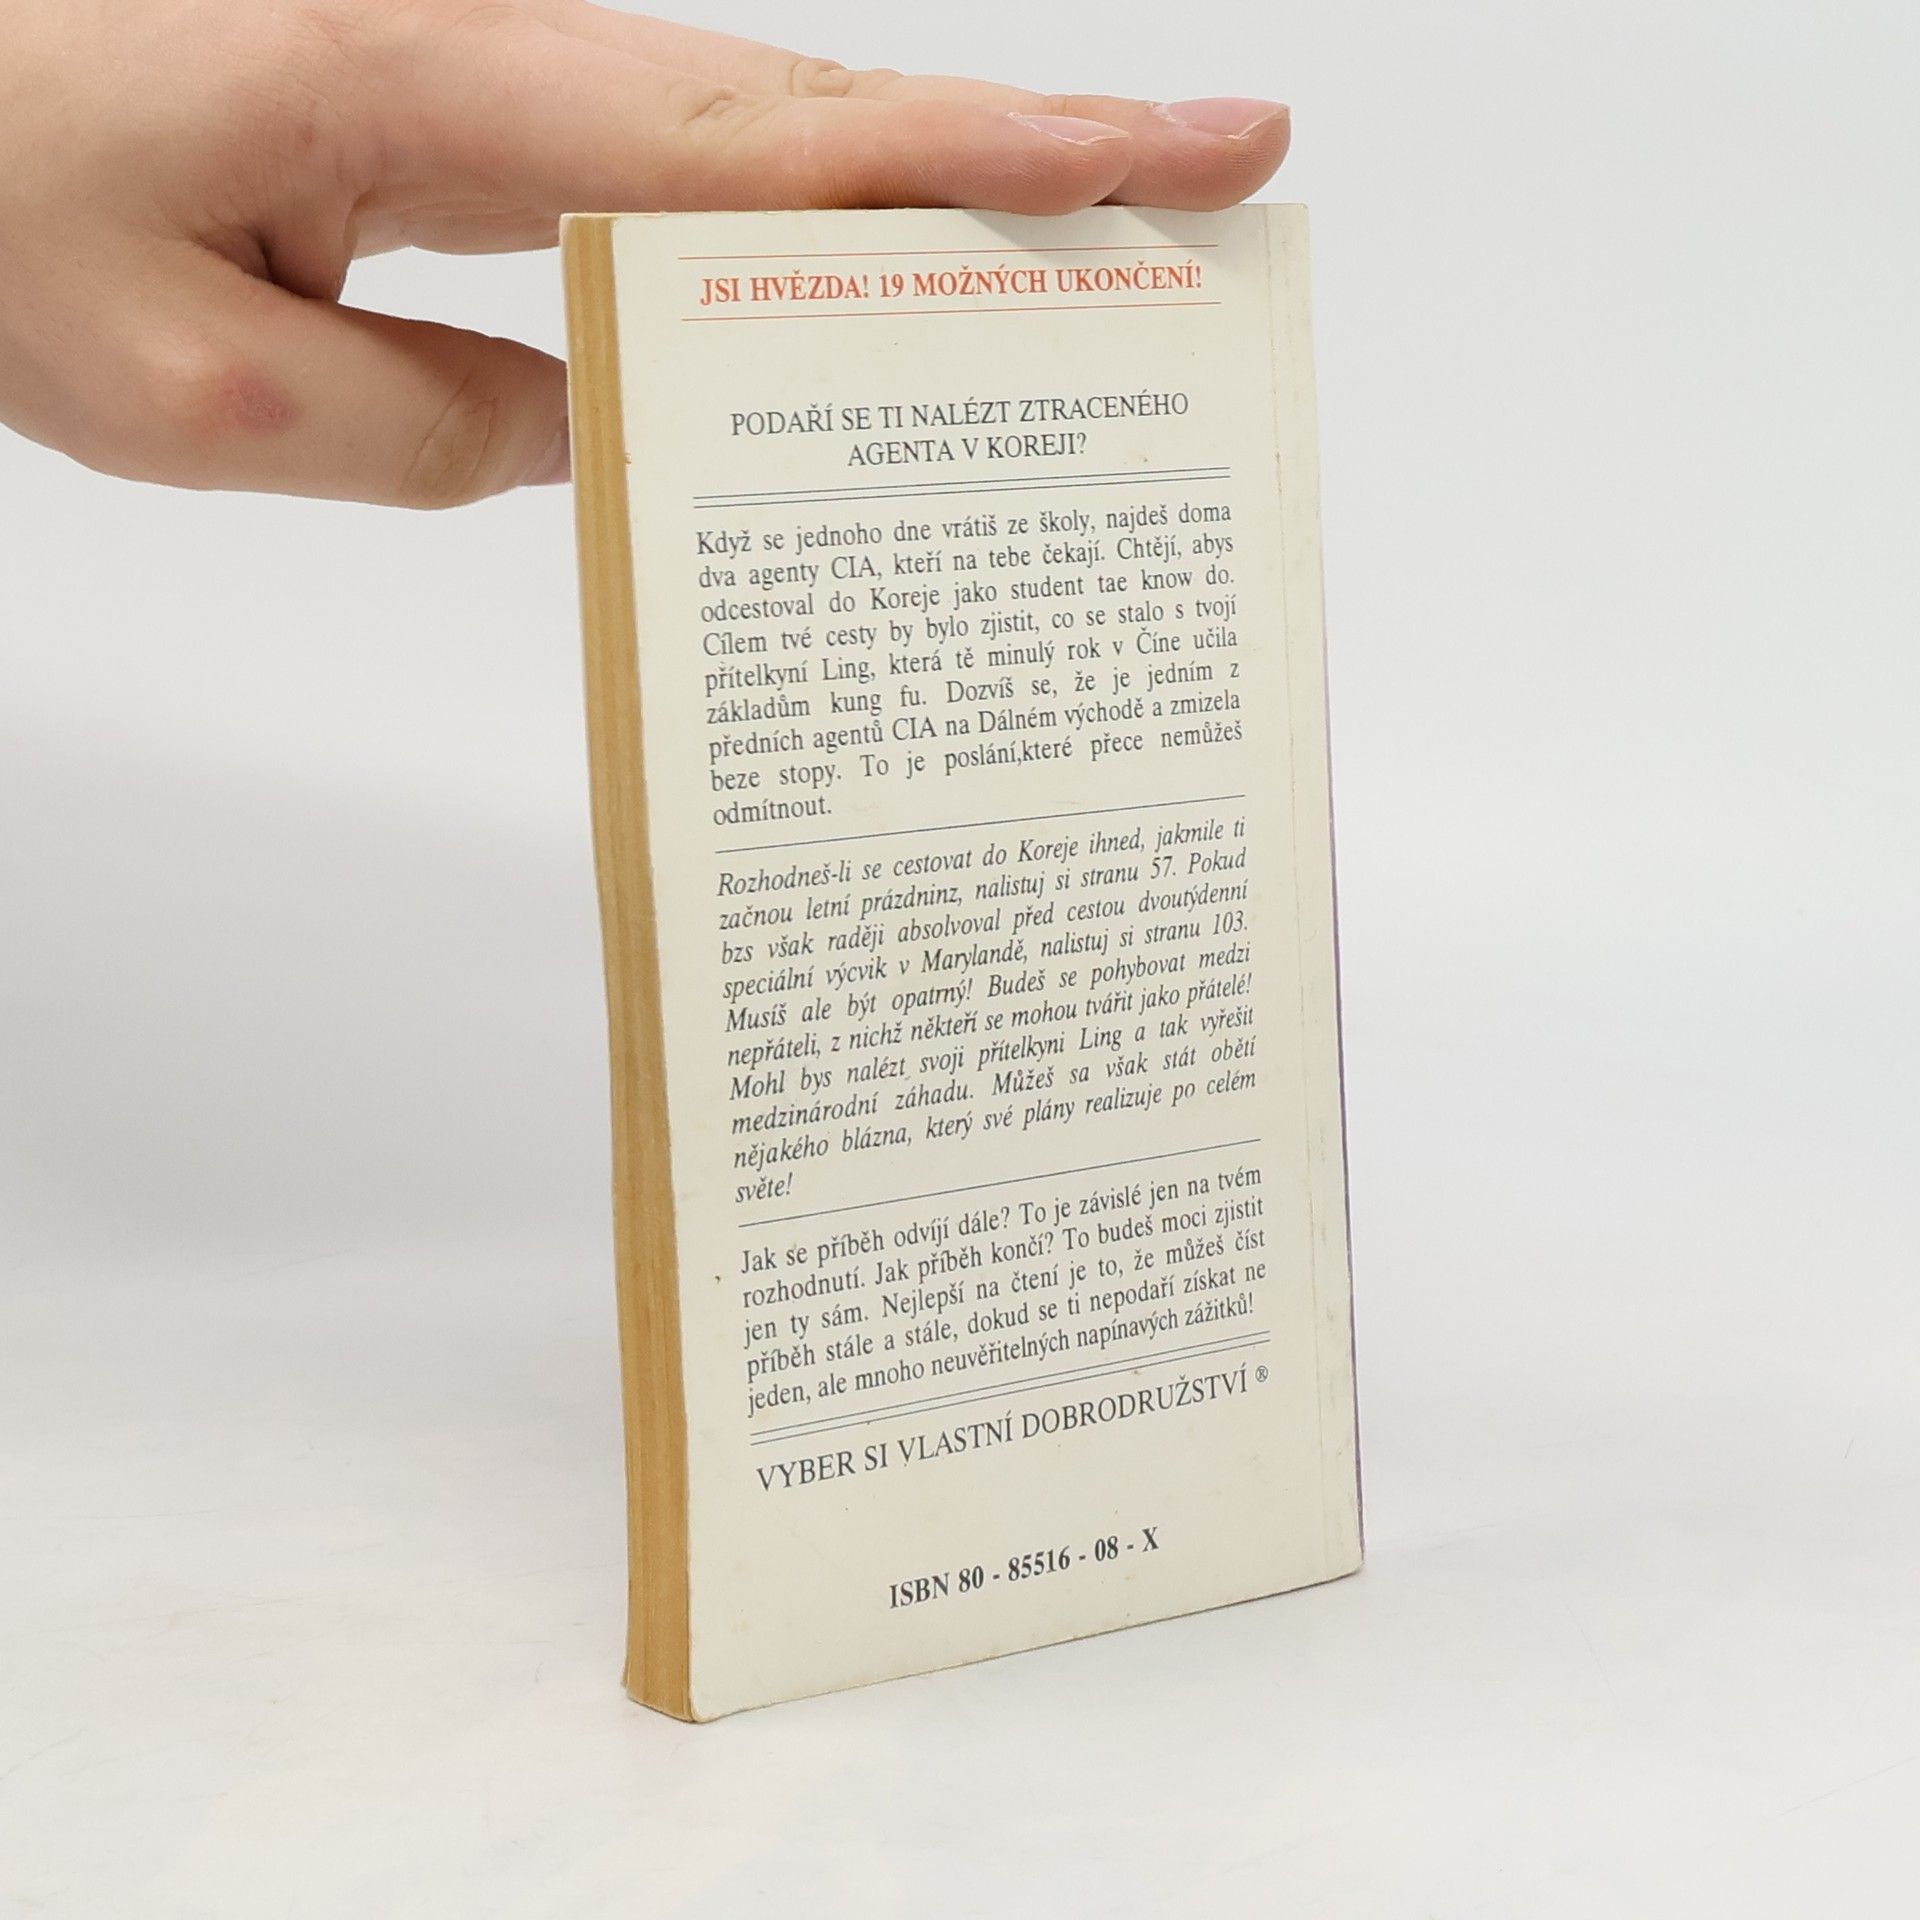 JSI HVĚZDA! 19 MOŽNÝCH UKONČENÍ!
PODAŘÍ SE TI NALÉZT ZTRACENÉHO
AGENTA V KOREJI?
Když se jednoho dne vrátiš ze školy, najdeš doma
dva agenty CIA, kteří na tebe čekají. Chtějí, abys
odcestoval do Koreje jako student tae know do.
Cílem tvé cesty by bylo zjistit, co se stalo s tvojí
přítelkyní Ling, která tě minulý rok v Číne učila
základům kung fu. Dozvíš se, že je jedním z
předních agentů CIA na Dálném východě a zmizela
beze stopy. To je poslání,které přece nemůžeš
odmítnout.
Rozhodneš-li se cestovat do Koreje ihned, jakmile ti
začnou letní prázdninz, nalistuj si stranu 57. Pokud
bzs však raději absolvoval před cestou dvoutýdenní
speciální výcvik v Marylandě, nalistuj si stranu 103.
Musíš ale být opatrný! Budeš se pohybovat medzi
nepřáteli, z nichž někteří se mohou tvářit jako přátelé!
Mohl bys nalézt svoji přítelkyni Ling a tak vyřešit
medzinárodní záhadu. Můžeš sa však stát obětí
nějakého blázna, který své plány realizuje po celém
světe!
Jak se příběh odvíjí dále? To je závislé jen na tvém
rozhodnutí. Jak příběh končí? To budeš moci zjistit
jen ty sám. Nejlepší na čtení je to, že můžeš číst
příběh stále a stále, dokud se ti nepodaří získat ne
jeden, ale mnoho neuvěřitelných napínavých zážitků!
VYBER SI VLASTNÍ DOBRODRUŽSTVÍ ®
ISBN 80 - 85516 - 08 - X